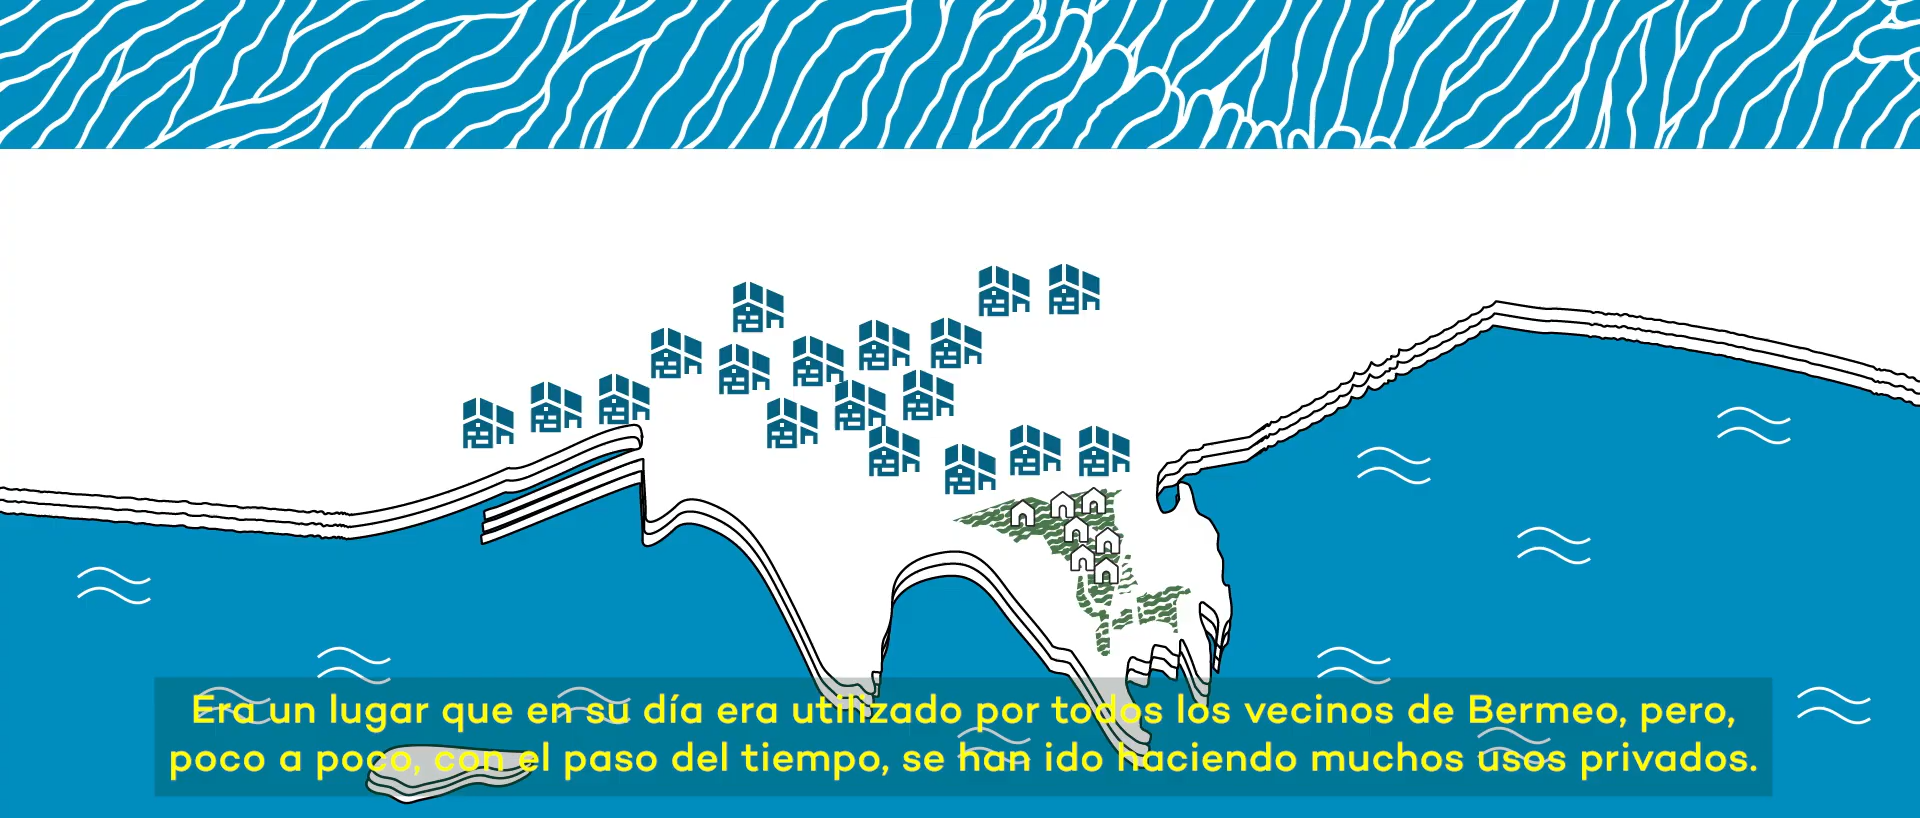 Era un lugar que en su día era utilizado por todos los vecinos de Bermeo, pero,
poco a poco, con el paso del tiempo, se han ido haciendo muchos usos privados.